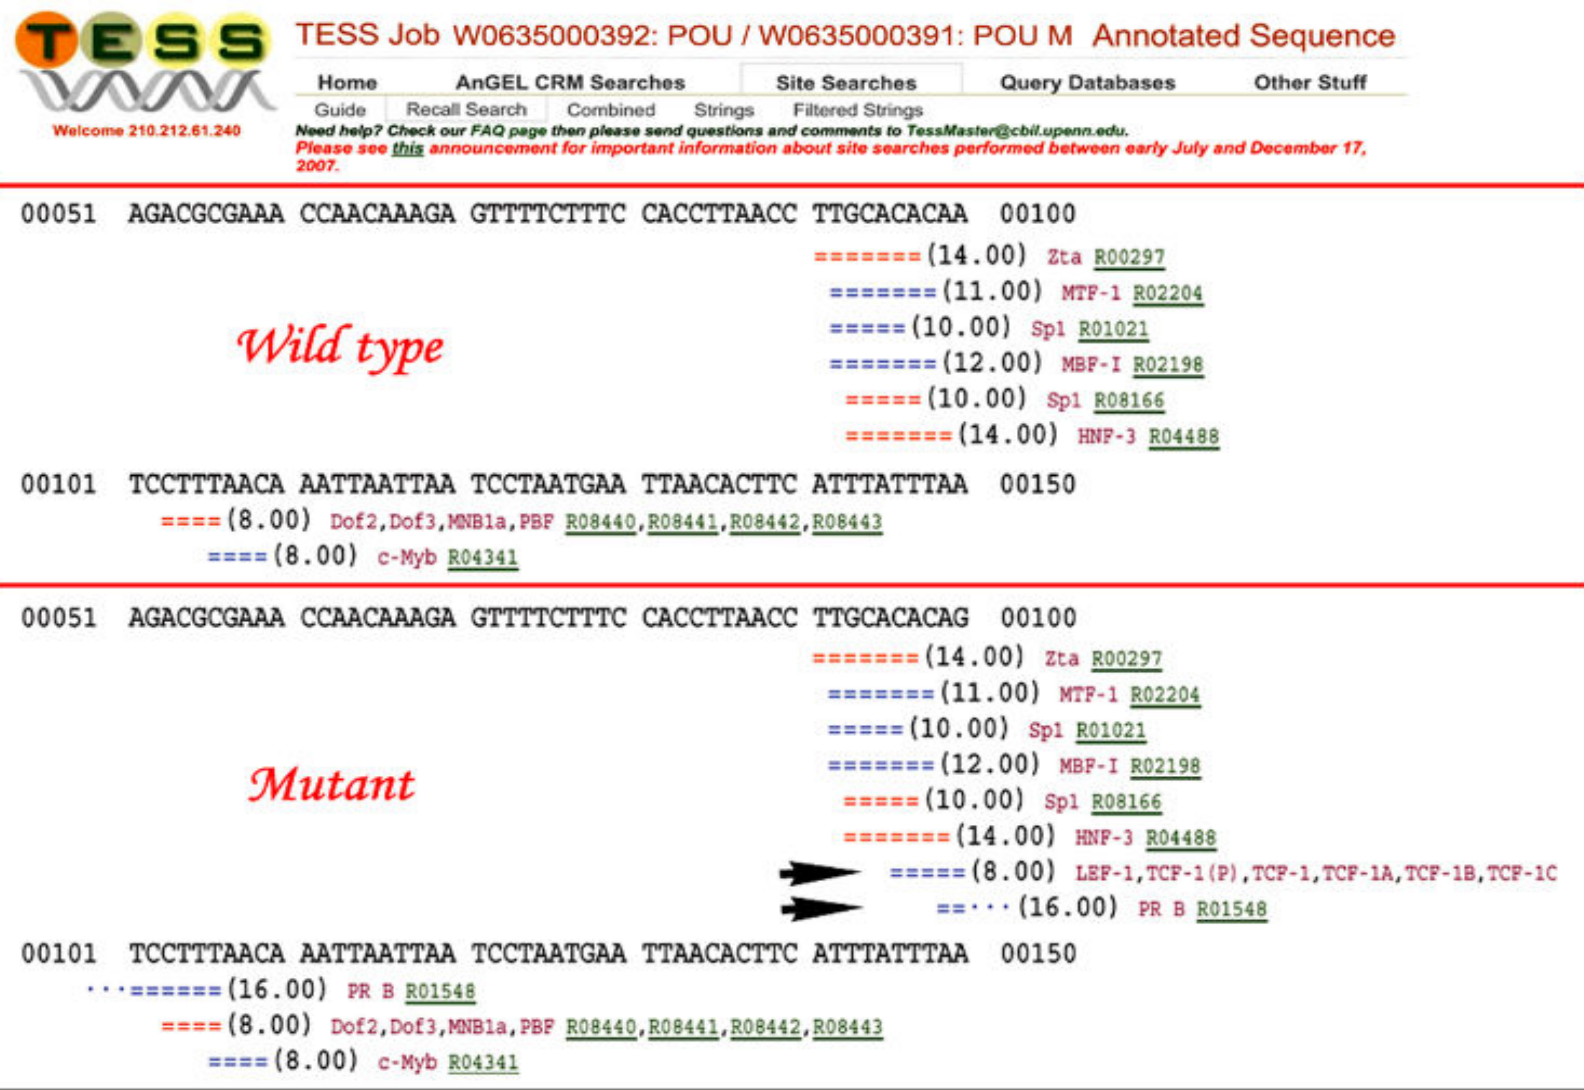 TESS
TESS Job W0635000392: POU / W0635000391: POU M Annotated Sequence
Home AnGEL CRM Searches Site Searches Query Databases Other Stuff
Guide Recall Search Combined Strings Filtered Strings
Welcome 210.212.61.240
Need help? Check our FAQ page then please send questions and comments to TessMaster@cbil.upenn.edu.
Please see this announcement for important information about site searches performed between early July and December 17,
2007.
00051 AGACGCGAAA CCAACAAAGA GTTTTCTTTC CACCTTAACC TTGCACACAA 00100
=======(14.00) Zta R00297
=======(11.00) MTF-1 R02204
=====(10.00) Sp1 R01021
Wild type
=======(12.00) MBF-I R02198
=====(10.00) Sp1 R08166
=======(14.00) HNF-3 R04488
00101 TCCTTTAACA AATTAATTAA TCCTAATGAA TTAACACTTC ATTTATTTAA 00150
====(8.00) Dof2,Dof3,MNB1a,PBF R08440,R08441,R08442,R08443
====(8.00) c-Myb R04341
00051 AGACGCGAAA CCAACAAAGA GTTTTCTTTC CACCTTAACC TTGCACACAG 00100
=======(14.00) Zta R00297
=======(11.00) MTF-1 R02204
=====(10.00) Sp1 R01021
=======(12.00) MBF-I R02198
Mutant
=====(10.00) Sp1 R08166
=======(14.00) HNF-3 R04488
=====(8.00) LEF-1,TCF-1(P),TCF-1,TCF-1A,TCF-1B,TCF-1C
==···(16.00) PR B R01548
00101 TCCTTTAACA AATTAATTAA TCCTAATGAA TTAACACTTC ATTTATTTAA 00150
···======(16.00) PR B R01548
====(8.00) Dof2,Dof3,MNB1a,PBF R08440,R08441,R08442,R08443
====(8.00) c-Myb R04341